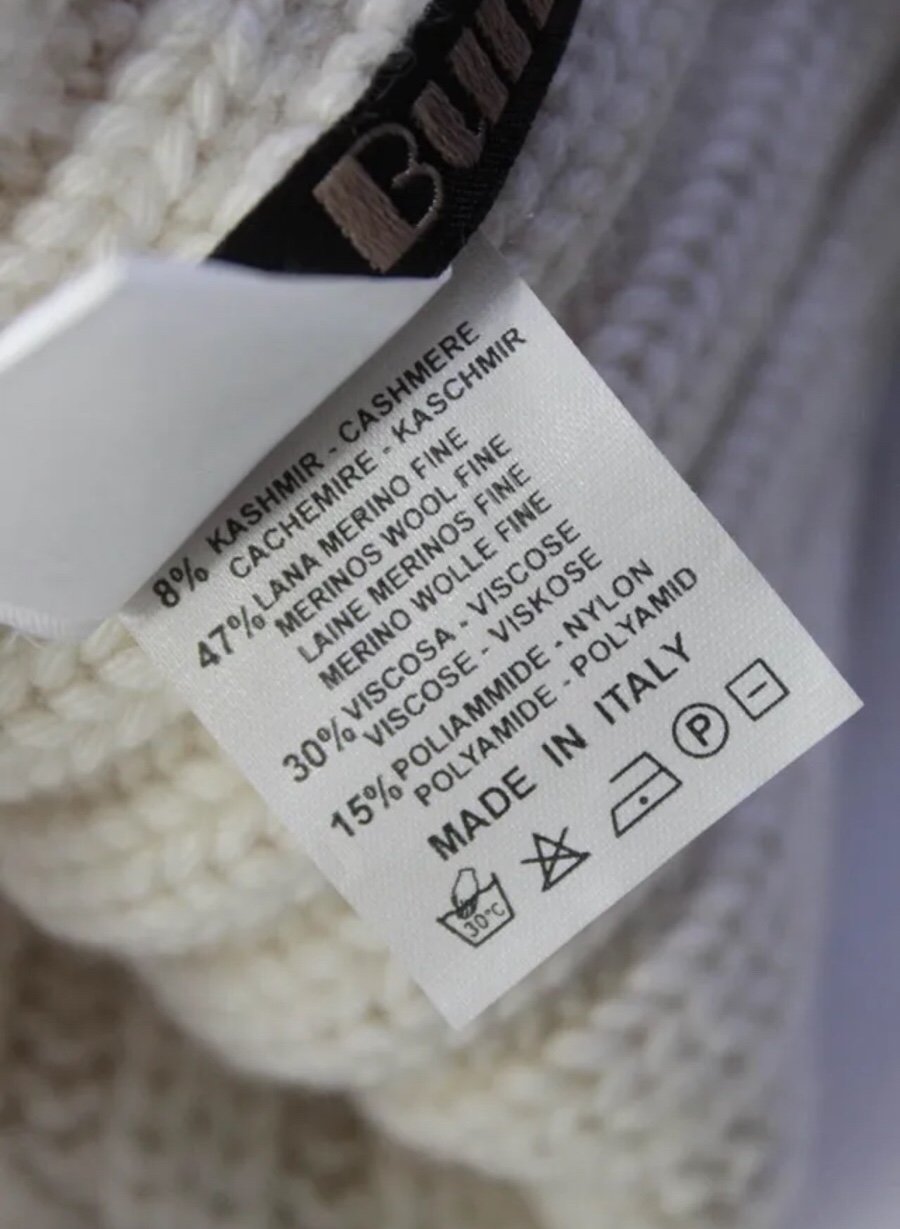 8% KASHMIR - CASHMERE
CACHEMIRE - KASCHMIR
47% LANA MERINO FINE
MERINOS WOOL FINE
LAINE MERINOS FINE
MERINO WOLLE FINE
30% VISCOSA - VISCOSE
VISCOSE - VISKOSE
15% POLIAMMIDE - NYLON
POLYAMIDE - POLYAMID
MADE IN ITALY
30°C
P